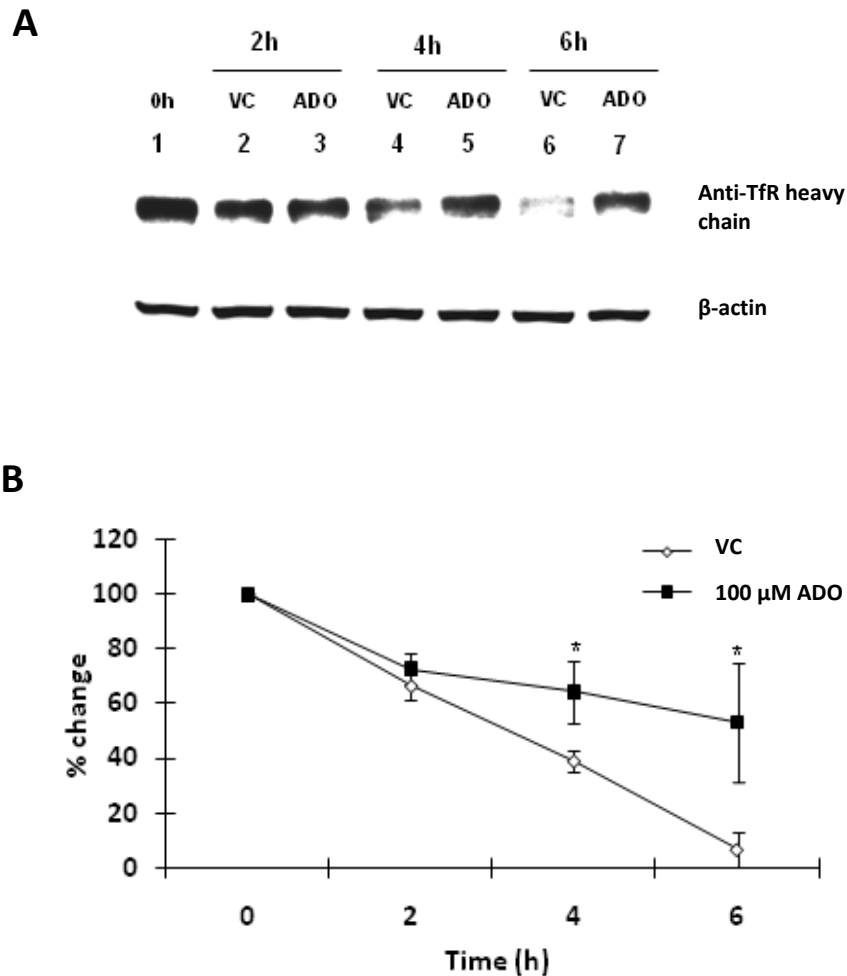 A
2h 4h 6h
0h VC ADO VC ADO VC ADO
1 2 3 4 5 6 7
Anti-TfR heavy
chain
β-actin
B
VC
100 µM ADO
% change
120
100
80
60
40
20
0
* *
0 2 4 6
Time (h)